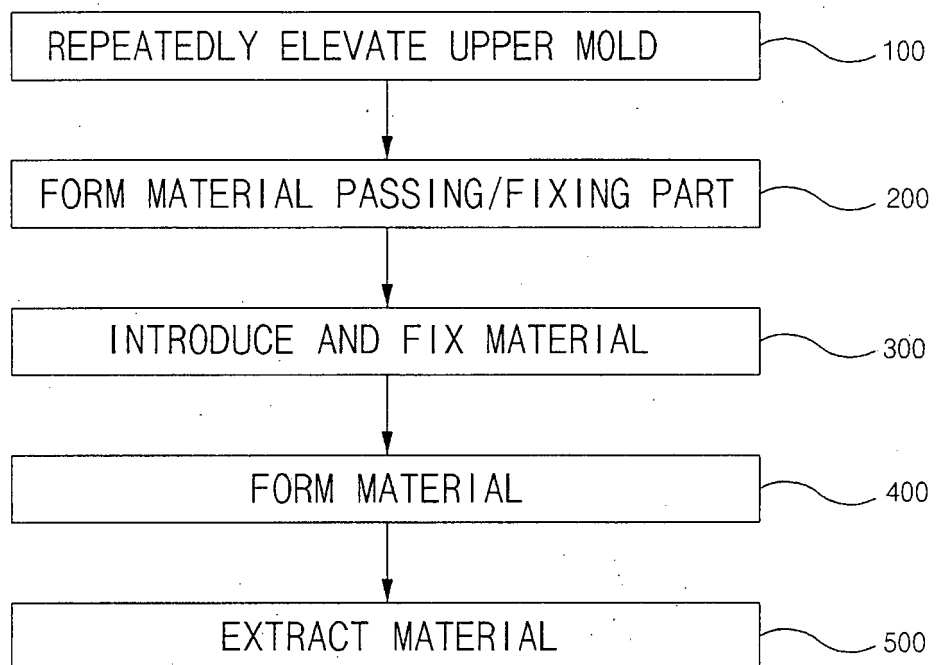 REPEATEDLY ELEVATE UPPER MOLD
100
FORM MATERIAL PASSING/FIXING PART
200
INTRODUCE AND FIX MATERIAL
300
FORM MATERIAL
400
EXTRACT MATERIAL
500